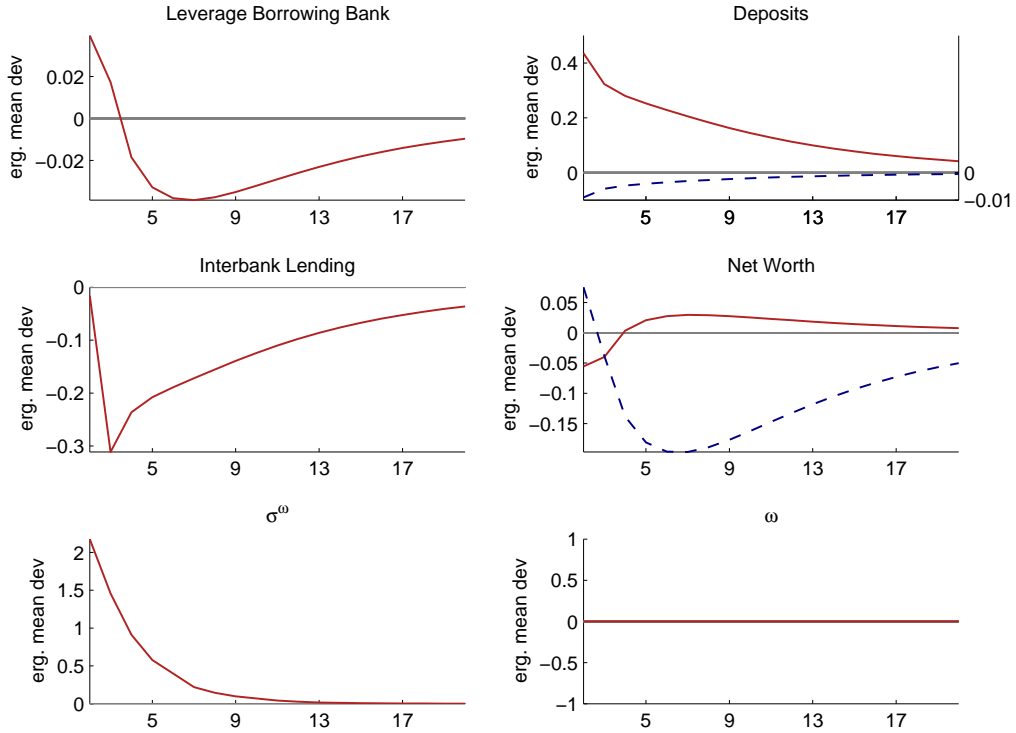 Leverage Borrowing Bank
erg. mean dev
0.02
0
−0.02
5 9 13 17
Deposits
erg. mean dev
0.4
0.2
0
0
−0.01
5 9 13 17
Interbank Lending
erg. mean dev
0
−0.1
−0.2
−0.3
5 9 13 17
Net Worth
erg. mean dev
0.05
0
−0.05
−0.1
−0.15
5 9 13 17
σ^ω
erg. mean dev
2
1.5
1
0.5
0
5 9 13 17
ω
erg. mean dev
1
0.5
0
−0.5
−1
5 9 13 17